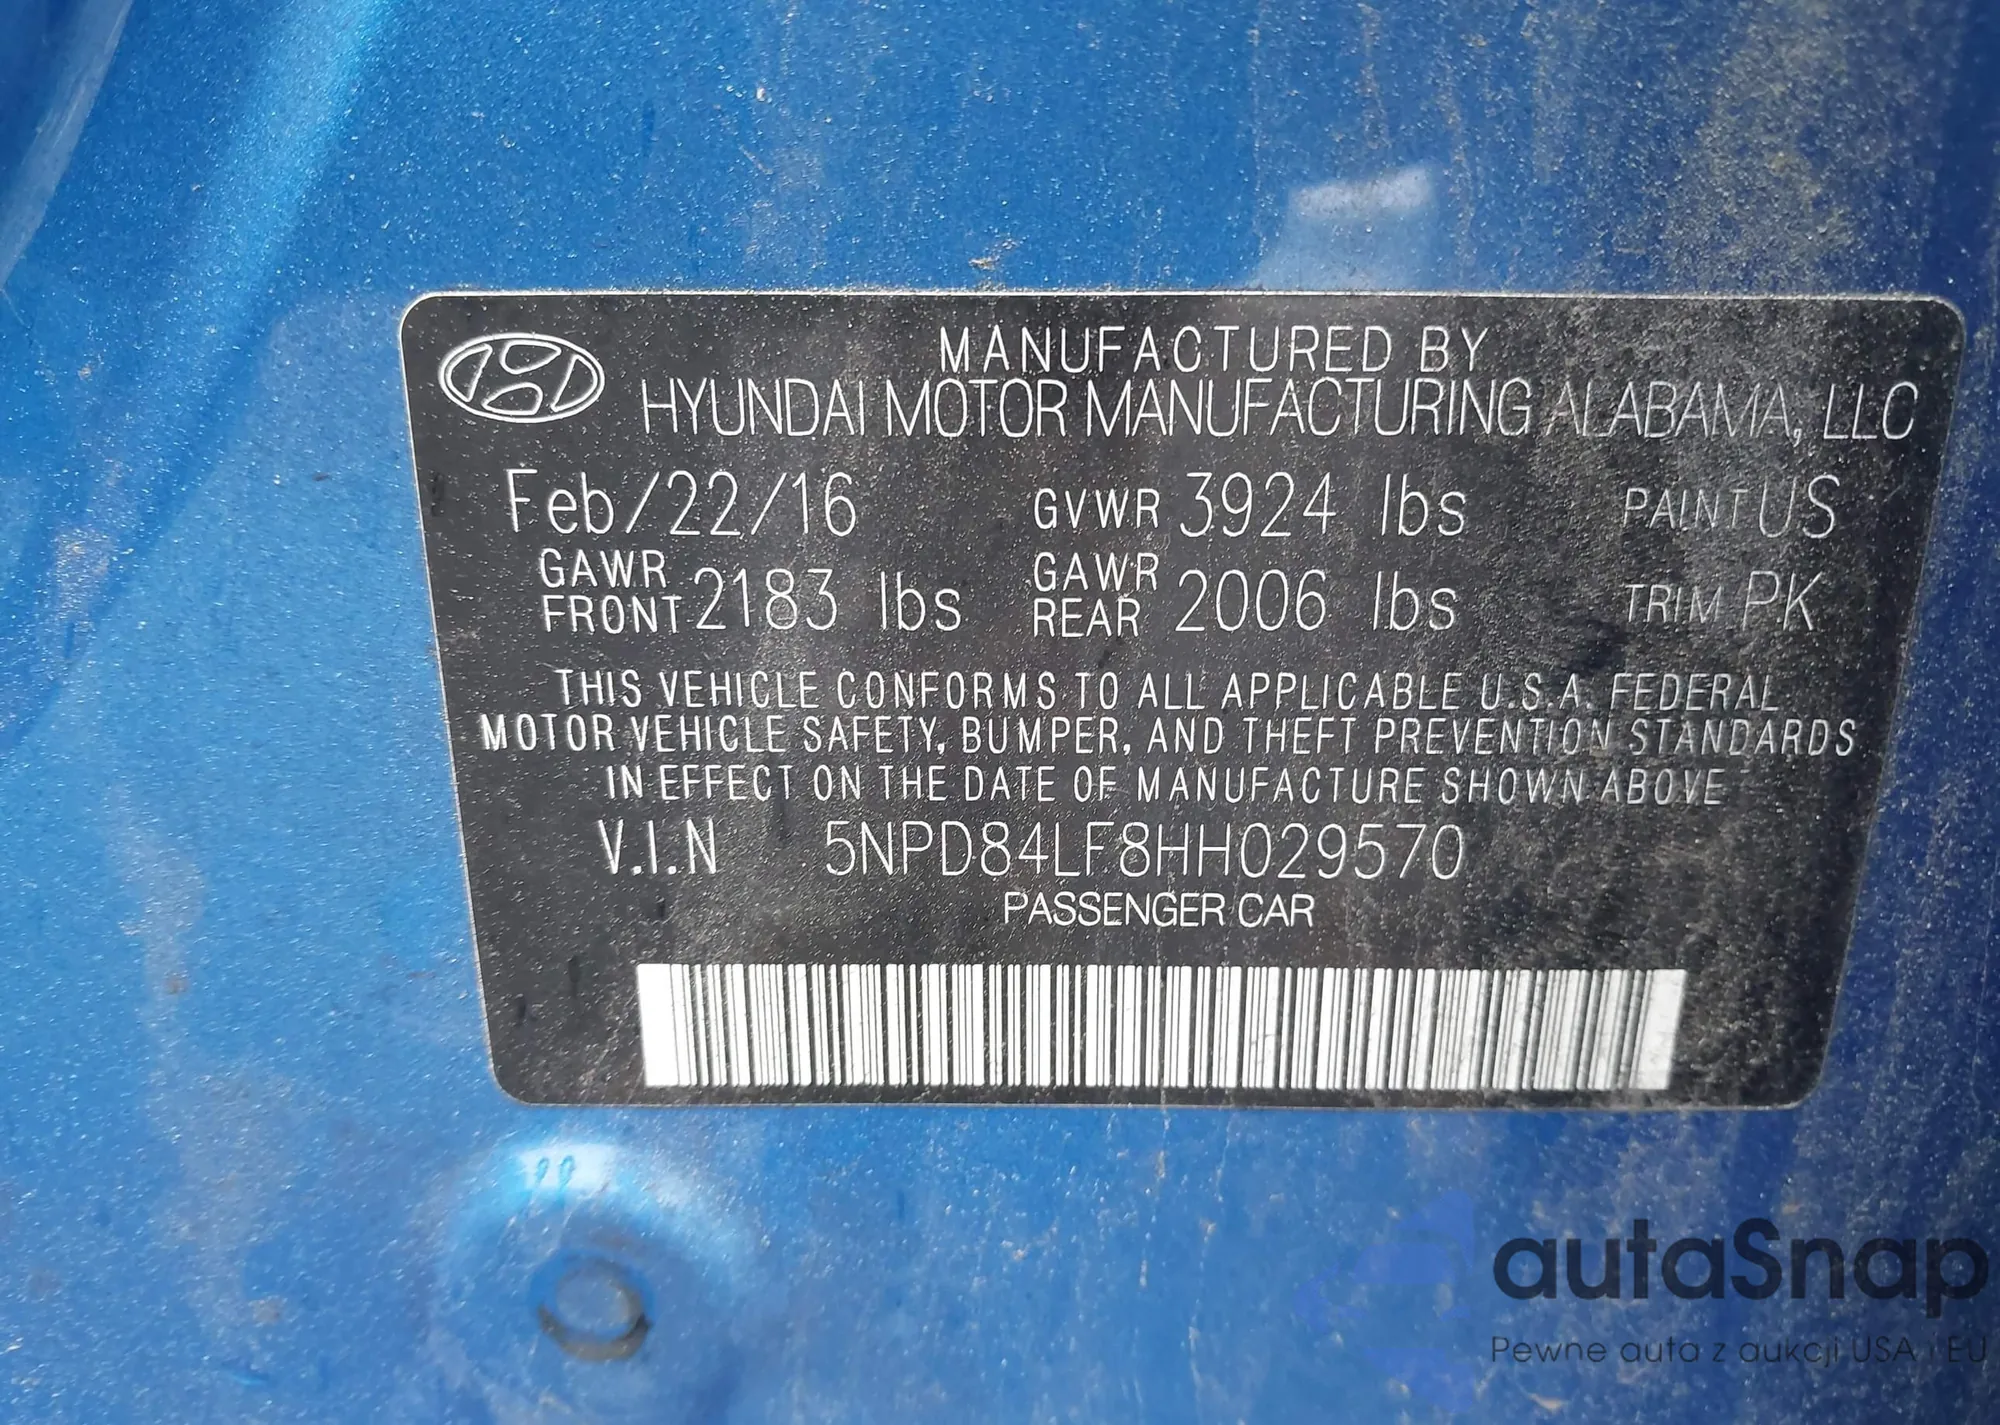 MANUFACTURED BY
HYUNDAI MOTOR MANUFACTURING ALABAMA, LLC
Feb/22/16 GVWR 3924 lbs PAINT US
GAWR FRONT 2183 lbs GAWR REAR 2006 lbs TRIM PK
THIS VEHICLE CONFORMS TO ALL APPLICABLE U.S.A. FEDERAL
MOTOR VEHICLE SAFETY, BUMPER, AND THEFT PREVENTION STANDARDS
IN EFFECT ON THE DATE OF MANUFACTURE SHOWN ABOVE
V.I.N 5NPD84LF8HH029570
PASSENGER CAR
autaSnap
Pewne auta z aukcji USA i EU